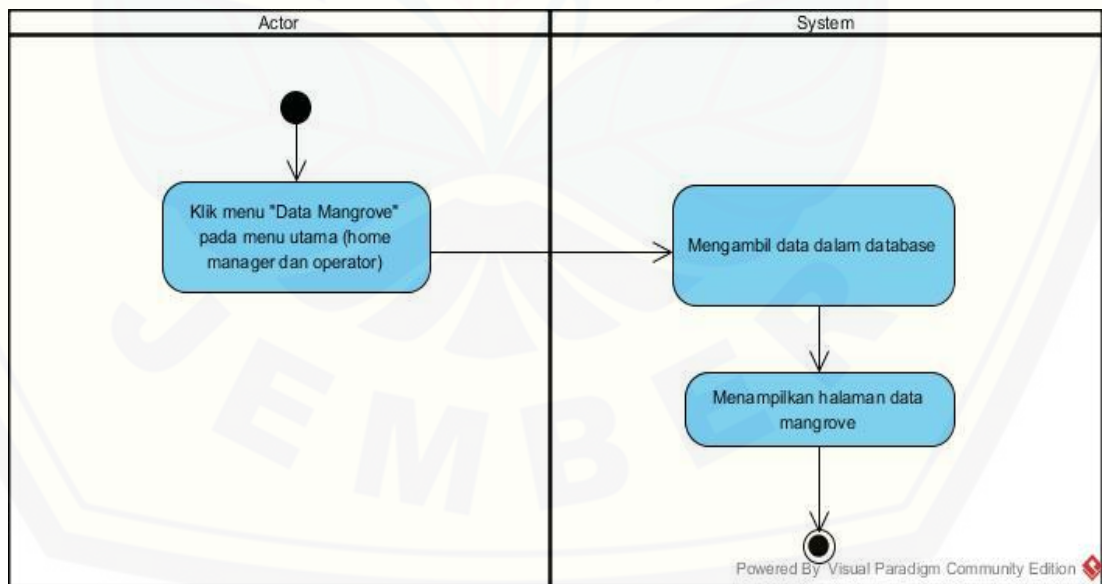 Actor
System
Klik menu "Data Mangrove"
pada menu utama (home
manager dan operator)
Mengambil data dalam database
Menampilkan halaman data
mangrove
JEMBER
Powered By Visual Paradigm Community Edition